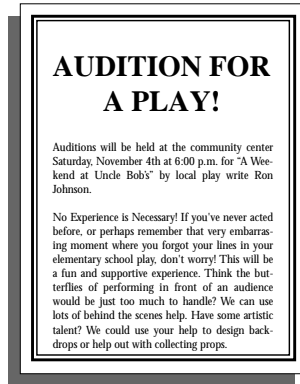 AUDITION FOR
A PLAY!
Auditions will be held at the community center
Saturday, November 4th at 6:00 p.m. for “A Wee-
kend at Uncle Bob's” by local play write Ron
Johnson.
No Experience is Necessary! If you've never acted
before, or perhaps remember that very embarras-
ing moment where you forgot your lines in your
elementary school play, don't worry! This will be
a fun and supportive experience. Think the but-
terflies of performing in front of an audience
would be just too much to handle? We can use
lots of behind the scenes help. Have some artistic
talent? We could use your help to design back-
drops or help out with collecting props.